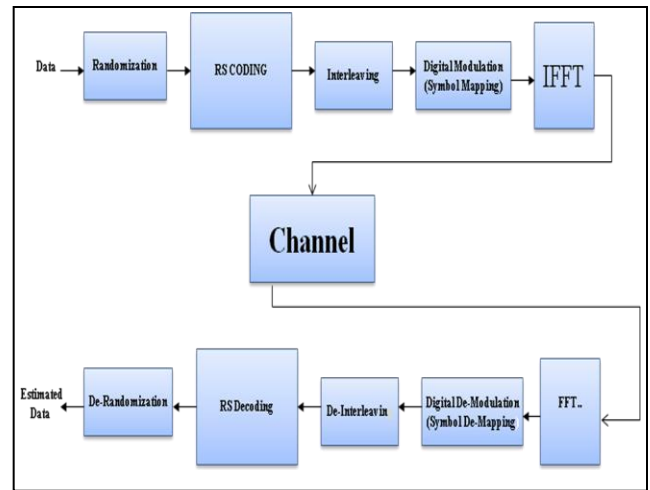 Data
Randomization
RS CODING
Interleaving
Digital Modulation
(Symbol Mapping)
IFFT
Channel
Estimated
Data
De-Randomization
RS Decoding
De-Interleavin
Digital De-Modulation
(Symbol De-Mapping
FFT..